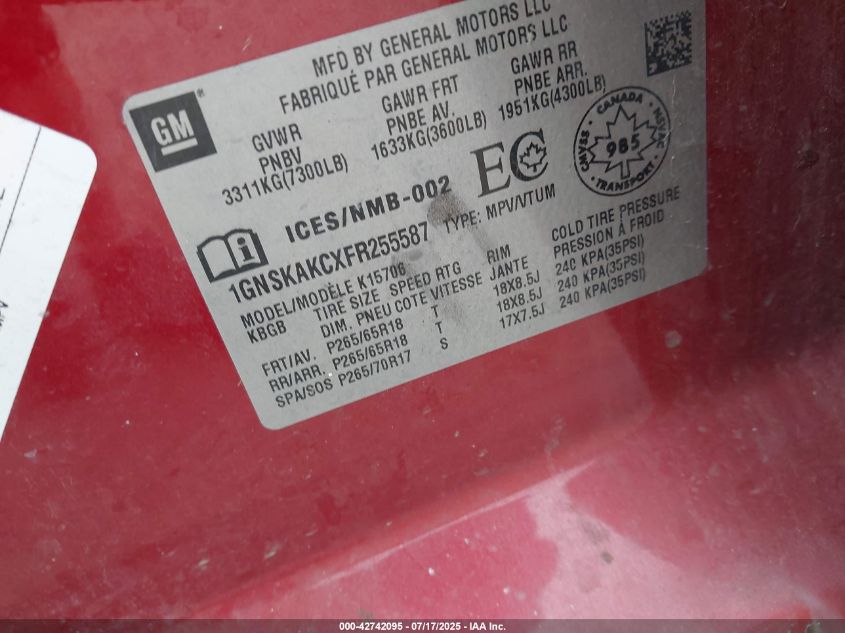 MFD BY GENERAL MOTORS LLC
FABRIQUÉ PAR GENERAL MOTORS LLC
GM®
GVWR
PNBV
3311KG(7300LB)
GAWR FRT
PNBE AV.
1633KG(3600LB)
GAWR RR
PNBE ARR.
1951KG(4300LB)
ICES/NMB-002
EC
CANADA
NSVAC
985
CMVSS
TRANSPORT
1GNSKAKCXFR255587
TYPE: MPV/VTUM
MODEL/MODÈLE K15706
KBGB
TIRE SIZE SPEED RTG RIM COLD TIRE PRESSURE
DIM. PNEU COTE VITESSE JANTE PRESSION À FROID
FRT/AV. P265/65R18 T 18X8.5J 240 KPA(35PSI)
RR/ARR. P265/65R18 T 18X8.5J 240 KPA(35PSI)
SPA/SOS P265/70R17 S 17X7.5J 240 KPA(35PSI)
000-42742095 | 07/17/2025 - IAA Inc.